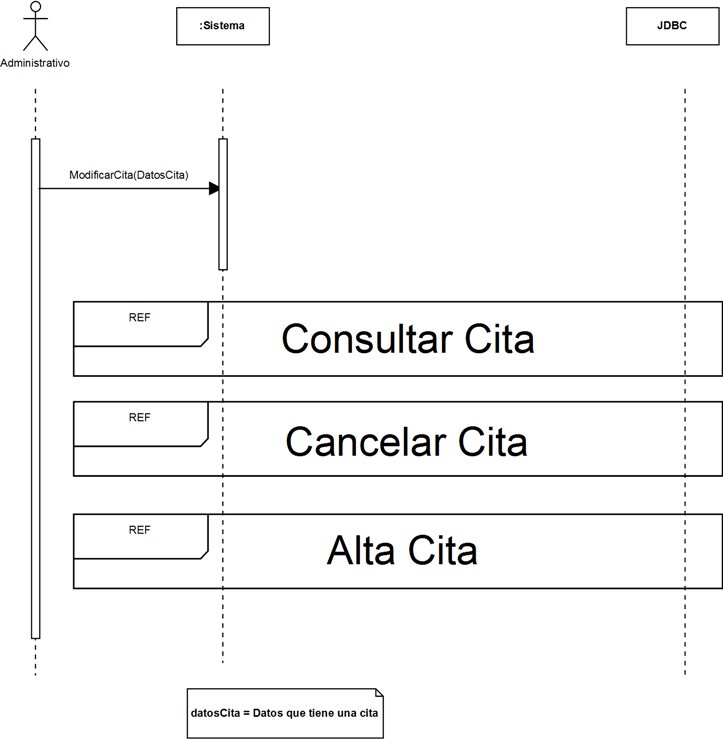 :Sistema
JDBC
Administrativo
ModificarCita(DatosCita)
REF
Consultar Cita
REF
Cancelar Cita
REF
Alta Cita
datosCita = Datos que tiene una cita